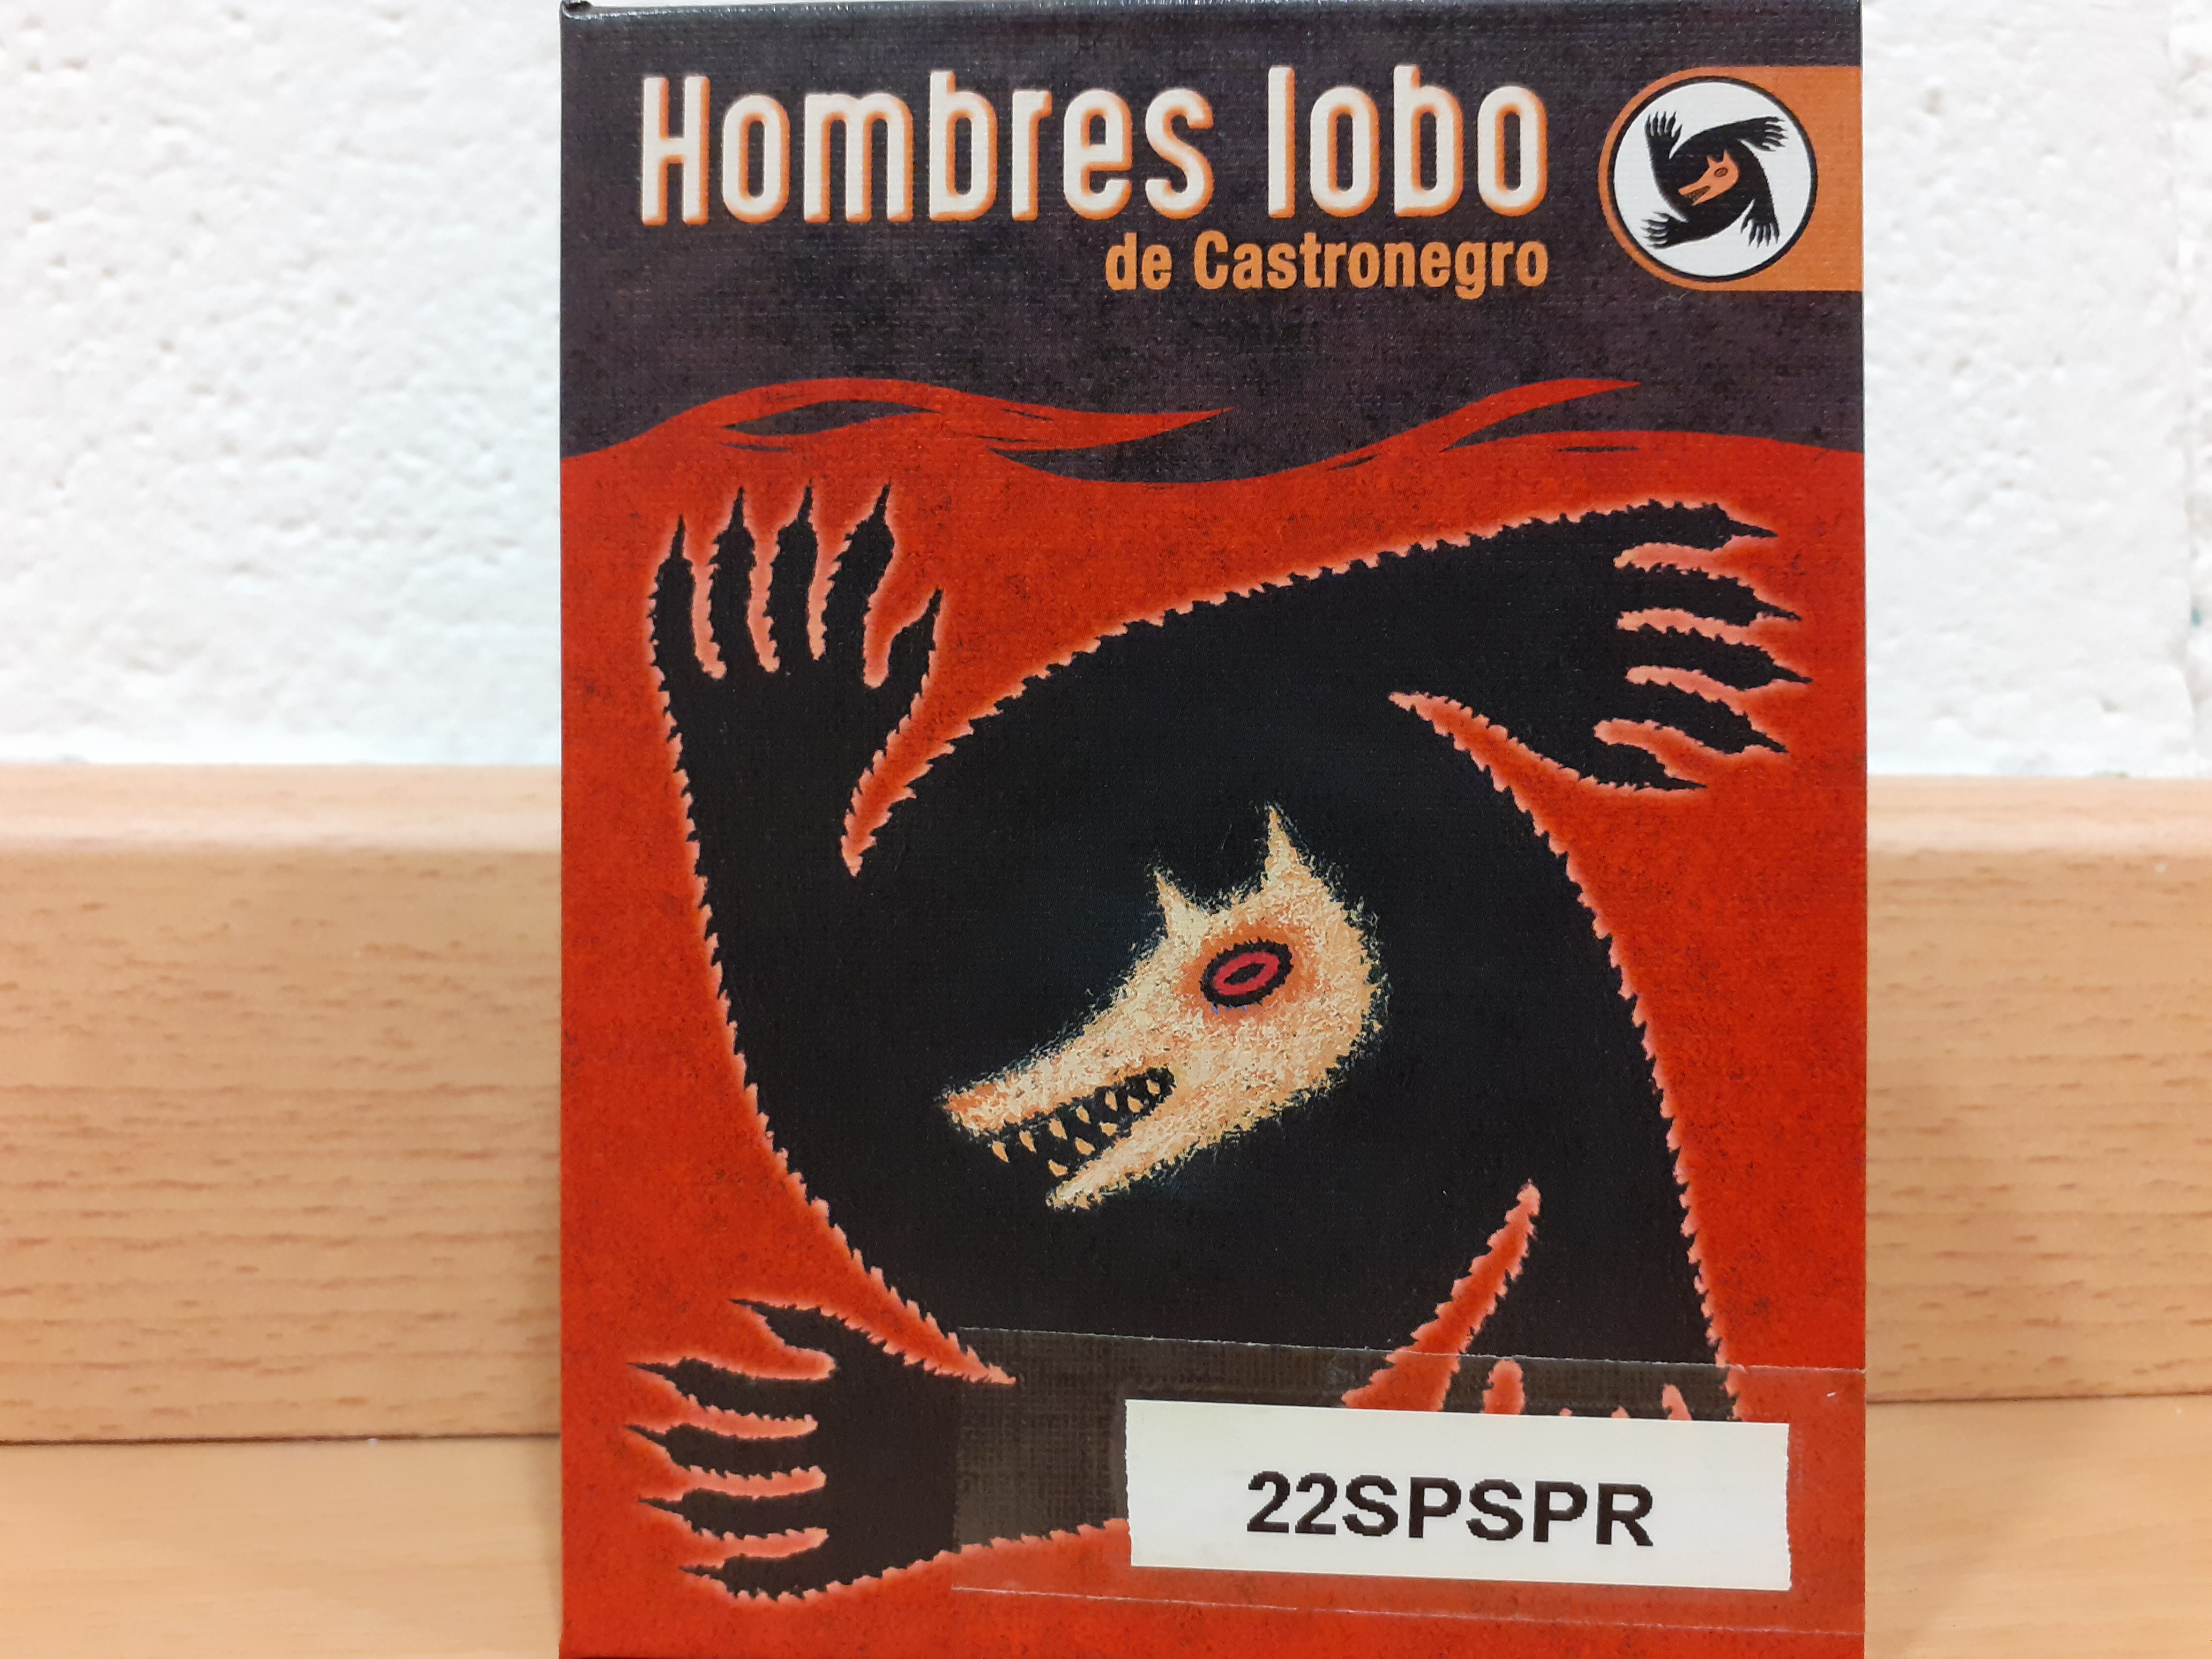 Hombres lobo
de Castronegro
22SPSPR